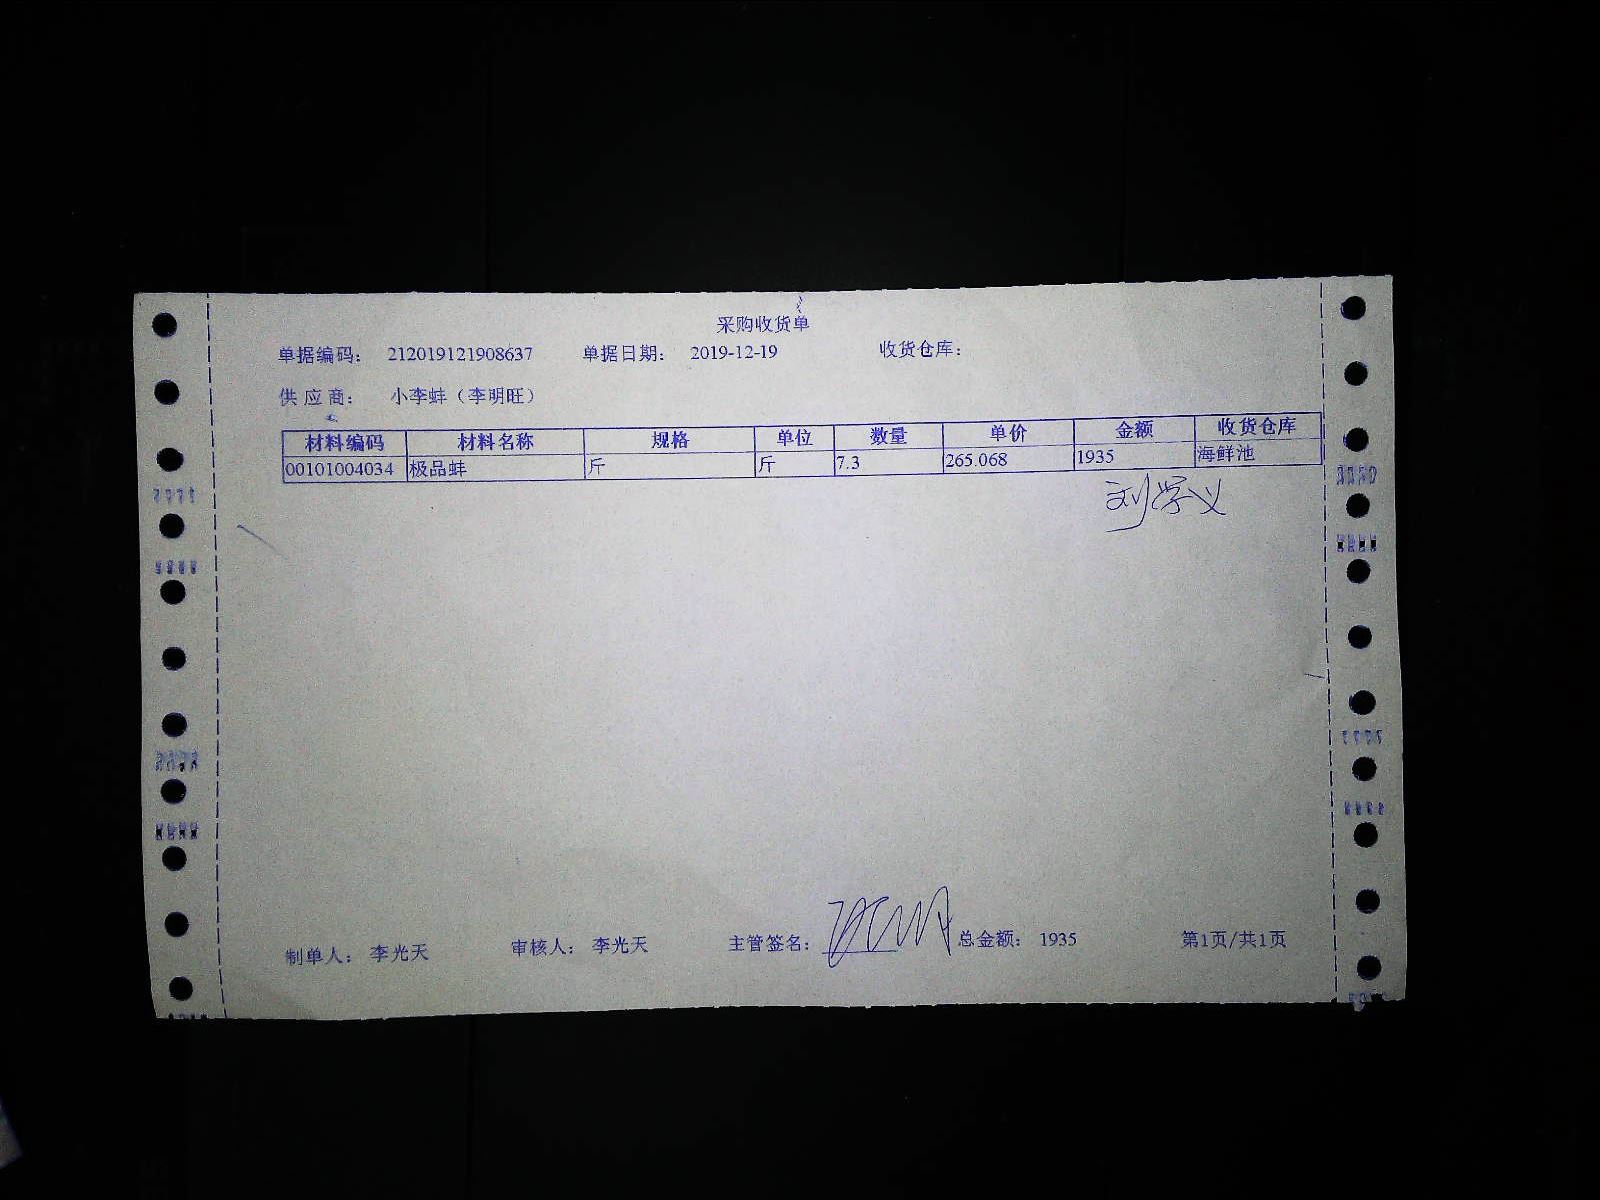 采购收货单
单据编码： 212019121908637 单据日期： 2019-12-19 收货仓库：
供应商： 小李蚌（李明旺）
材料编码 材料名称 规格 单位 数量 单价 金额 收货仓库
00101004034 极品蚌 斤 斤 7.3 265.068 1935 海鲜池
刘学义
制单人： 李光天 审核人： 李光天 主管签名： 总金额： 1935 第1页/共1页